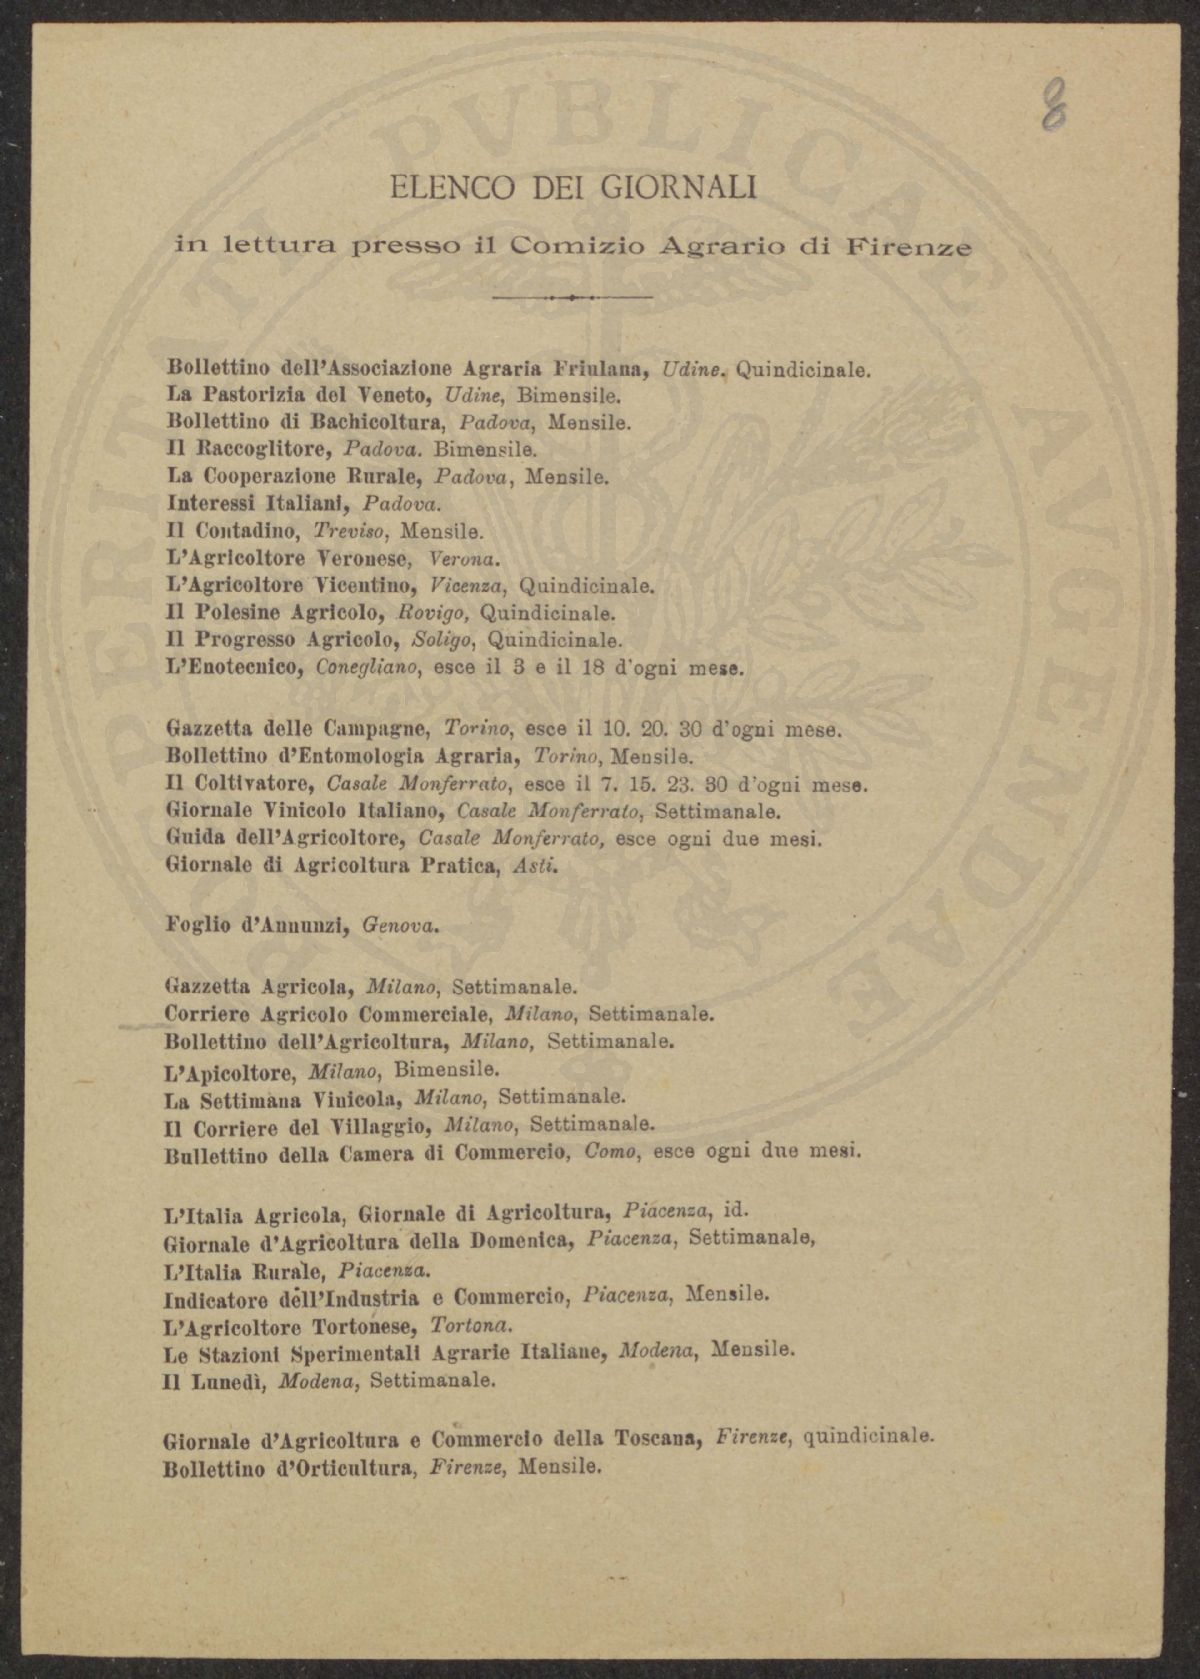 8
ELENCO DEI GIORNALI
in lettura presso il Comizio Agrario di Firenze
Bollettino dell'Associazione Agraria Friulana, Udine. Quindicinale.
La Pastorizia del Veneto, Udine, Bimensile.
Bollettino di Bachicoltura, Padova, Mensile.
Il Raccoglitore, Padova. Bimensile.
La Cooperazione Rurale, Padova, Mensile.
Interessi Italiani, Padova.
Il Contadino, Treviso, Mensile.
L'Agricoltore Veronese, Verona.
L'Agricoltore Vicentino, Vicenza, Quindicinale.
Il Polesine Agricolo, Rovigo, Quindicinale.
Il Progresso Agricolo, Soligo, Quindicinale.
L'Enotecnico, Conegliano, esce il 3 e il 18 d'ogni mese.
Gazzetta delle Campagne, Torino, esce il 10. 20. 30 d'ogni mese.
Bollettino d'Entomologia Agraria, Torino, Mensile.
Il Coltivatore, Casale Monferrato, esce il 7. 15. 23. 30 d'ogni mese.
Giornale Vinicolo Italiano, Casale Monferrato, Settimanale.
Guida dell'Agricoltore, Casale Monferrato, esce ogni due mesi.
Giornale di Agricoltura Pratica, Asti.
Foglio d'Annunzi, Genova.
Gazzetta Agricola, Milano, Settimanale.
Corriere Agricolo Commerciale, Milano, Settimanale.
Bollettino dell'Agricoltura, Milano, Settimanale.
L'Apicoltore, Milano, Bimensile.
La Settimana Vinicola, Milano, Settimanale.
Il Corriere del Villaggio, Milano, Settimanale.
Bullettino della Camera di Commercio, Como, esce ogni due mesi.
L'Italia Agricola, Giornale di Agricoltura, Piacenza, id.
Giornale d'Agricoltura della Domenica, Piacenza, Settimanale,
L'Italia Rurale, Piacenza.
Indicatore dell'Industria e Commercio, Piacenza, Mensile.
L'Agricoltore Tortonese, Tortona.
Le Stazioni Sperimentali Agrarie Italiane, Modena, Mensile.
Il Lunedì, Modena, Settimanale.
Giornale d'Agricoltura e Commercio della Toscana, Firenze, quindicinale.
Bollettino d'Orticultura, Firenze, Mensile.
PROSPERITATI PVBLICAE AVGENDAE